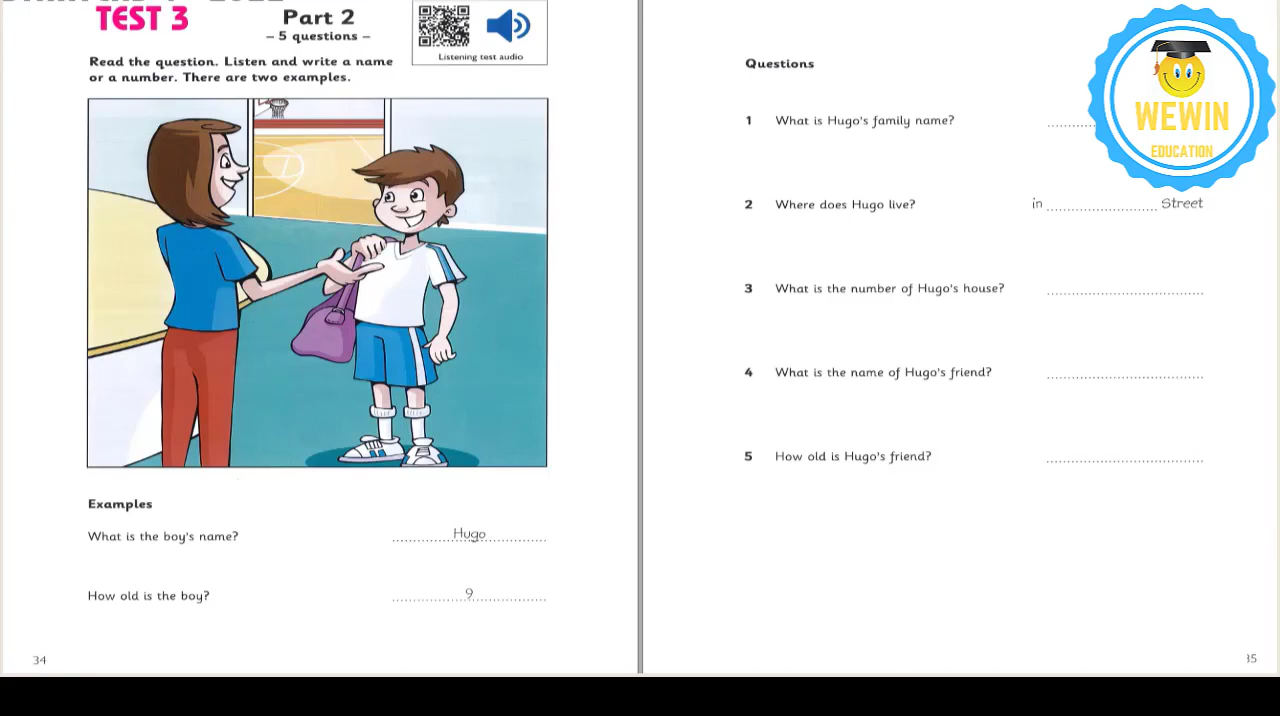 TEST 3
Part 2
– 5 questions –
Listening test audio
Read the question. Listen and write a name
or a number. There are two examples.
Examples
What is the boy's name? Hugo
How old is the boy? 9
34
Questions
1 What is Hugo's family name?
2 Where does Hugo live? in Street
3 What is the number of Hugo's house?
4 What is the name of Hugo's friend?
5 How old is Hugo's friend?
35
WEWIN
EDUCATION